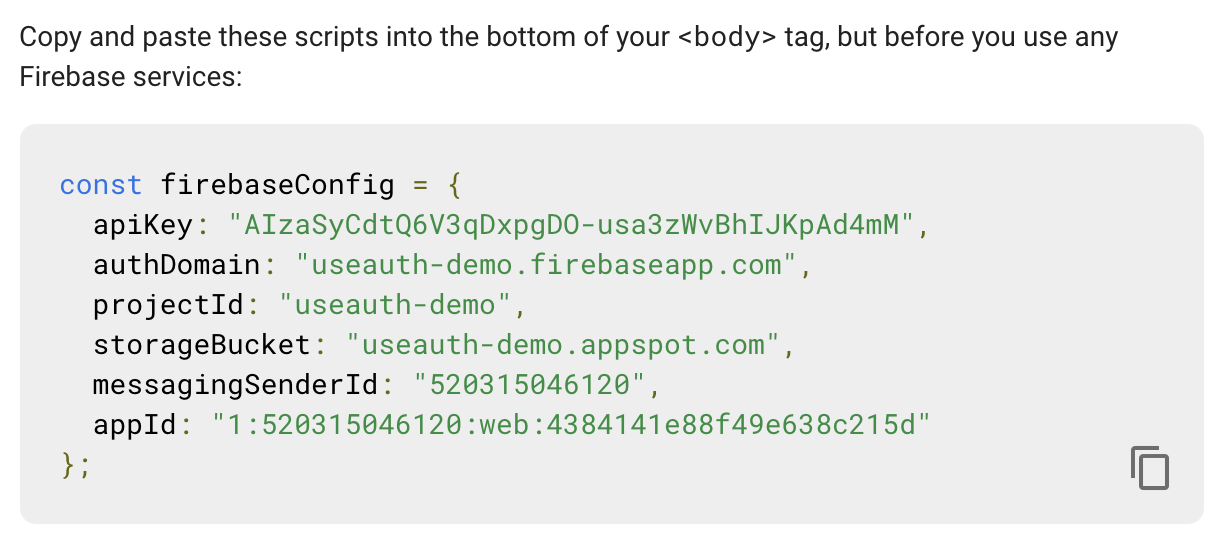 Copy and paste these scripts into the bottom of your <body> tag, but before you use any
Firebase services:
const firebaseConfig = {
  apiKey: "AIzaSyCdtQ6V3qDxpgDO-usa3zWvBhIJKpAd4mM",
  authDomain: "useauth-demo.firebaseapp.com",
  projectId: "useauth-demo",
  storageBucket: "useauth-demo.appspot.com",
  messagingSenderId: "520315046120",
  appId: "1:520315046120:web:4384141e88f49e638c215d"
};